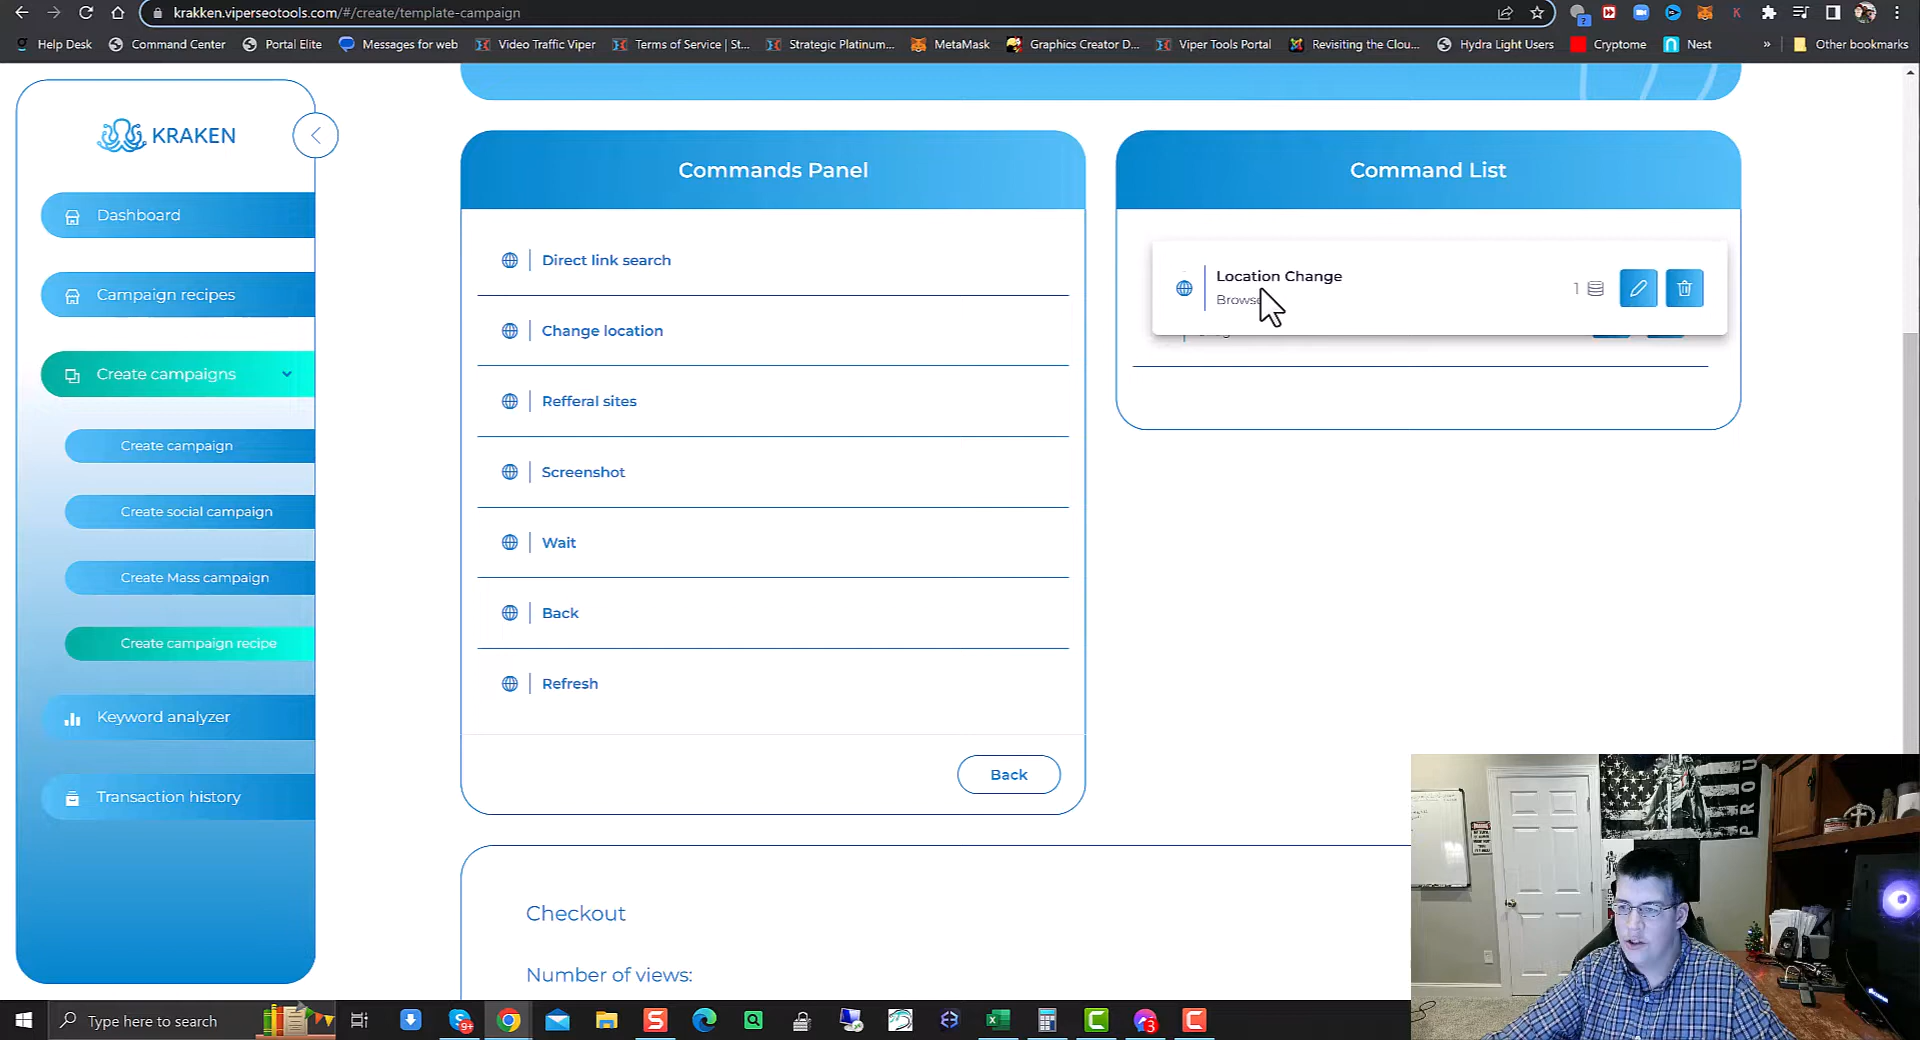 krakken.viperseotools.com/#/create/template-campaign
Help Desk
Command Center
Portal Elite
Messages for web
Video Traffic Viper
Terms of Service | St...
Strategic Platinum...
MetaMask
Graphics Creator D...
Viper Tools Portal
Revisiting the Clou...
Hydra Light Users
Cryptome
Nest
»
Other bookmarks
KRAKEN
Dashboard
Campaign recipes
Create campaigns
Create campaign
Create social campaign
Create Mass campaign
Create campaign recipe
Keyword analyzer
Transaction history
Commands Panel
Direct link search
Change location
Refferal sites
Screenshot
Wait
Back
Refresh
Back
Command List
Location Change
Browse
1
Checkout
Number of views:
PROU
Type here to search
9+
3